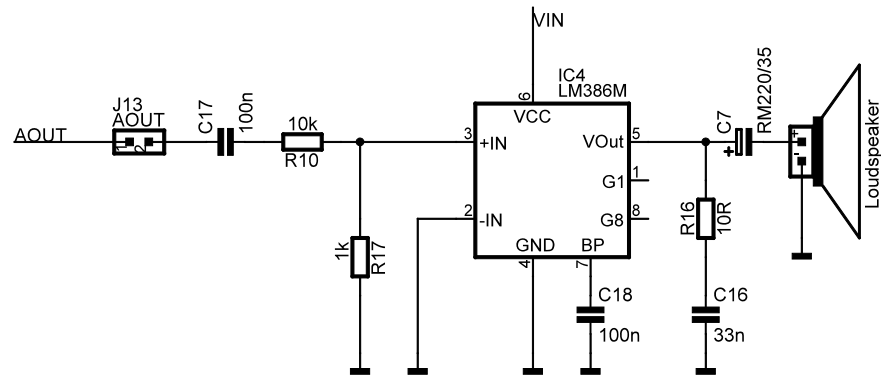 VIN
IC4
LM386M
J13
AOUT
AOUT
1
2
C17
100n
10k
R10
1k
R17
3
+IN
2
-IN
6
VCC
VOut
5
G1
1
G8
8
GND
4
BP
7
C18
100n
C7
RM220/35
+
R16
10R
C16
33n
+
-
Loudspeaker